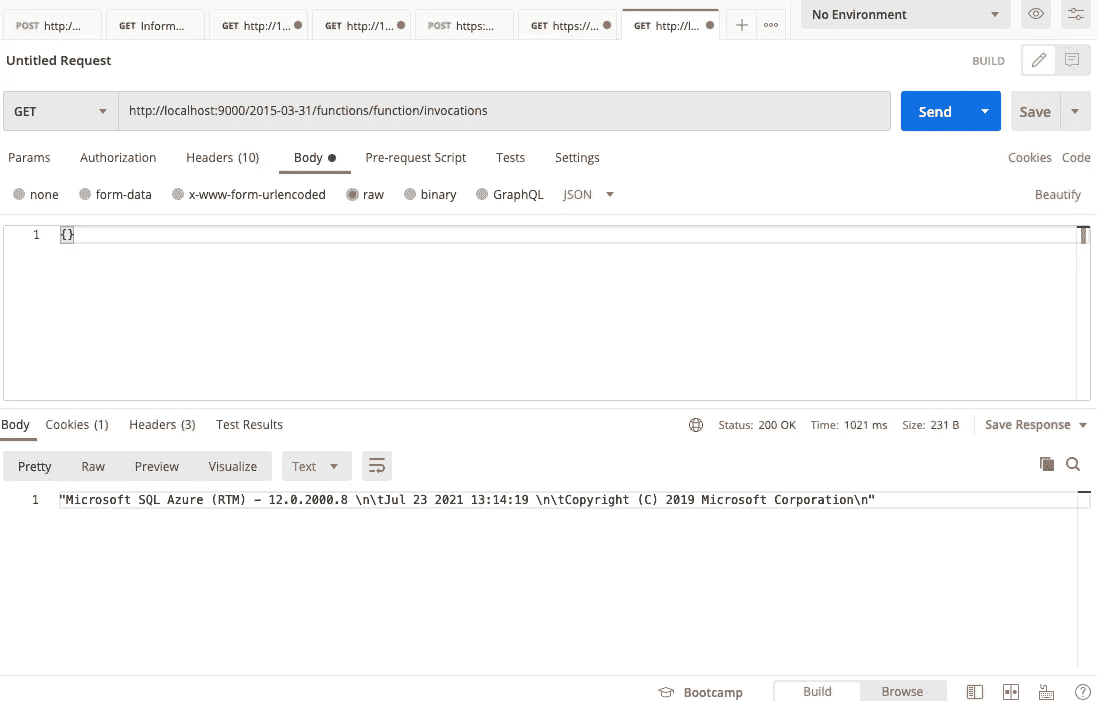 POST http:/... GET Inform... GET http://1... GET http://1... POST https:... GET https://... GET http://l... + ooo No Environment
Untitled Request BUILD
GET http://localhost:9000/2015-03-31/functions/function/invocations Send Save
Params Authorization Headers (10) Body Pre-request Script Tests Settings Cookies Code
none form-data x-www-form-urlencoded raw binary GraphQL JSON Beautify
1 {}
Body Cookies (1) Headers (3) Test Results Status: 200 OK Time: 1021 ms Size: 231 B Save Response
Pretty Raw Preview Visualize Text
1 "Microsoft SQL Azure (RTM) - 12.0.2000.8 \n\tJul 23 2021 13:14:19 \n\tCopyright (C) 2019 Microsoft Corporation\n"
Bootcamp Build Browse ?